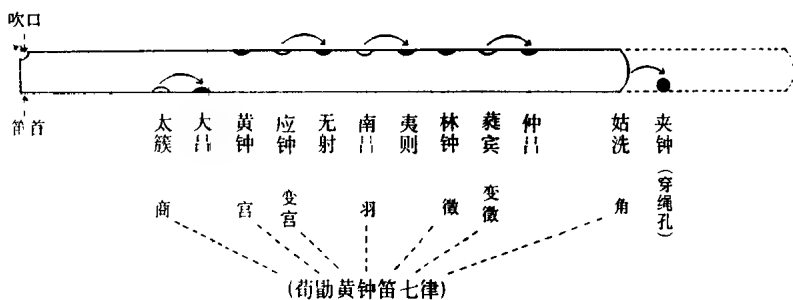 吹口
笛首
太簇 大吕 黄钟 应钟 无射 南吕 夷则 林钟 蕤宾 仲吕 姑洗 夹钟（穿绳孔）
商 宫 变宫 羽 徵 变徵 角
(荀勖黄钟笛七律)